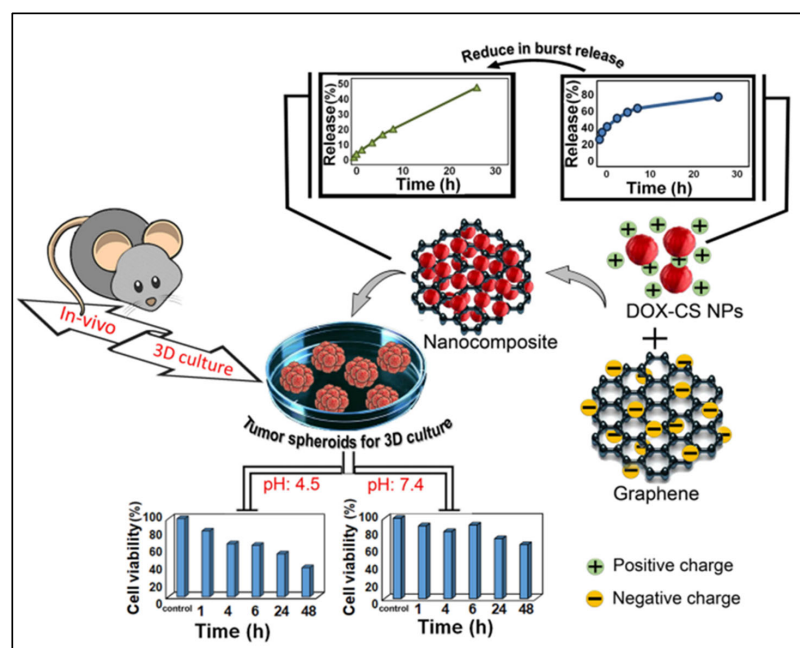 Reduce in burst release
Release(%)
50
40
30
20
10
0
0
10
20
30
Time (h)
Release(%)
80
60
40
20
0
0
10
20
30
Time (h)
In-vivo
3D culture
Nanocomposite
DOX-CS NPs
+
Graphene
Tumor spheroids for 3D culture
pH: 4.5
pH: 7.4
Cell viability(%)
100
80
60
40
20
0
control 1 4 6 24 48
Time (h)
Cell viability (%)
100
80
60
40
20
0
control 1 4 6 24 48
Time (h)
+ Positive charge
− Negative charge